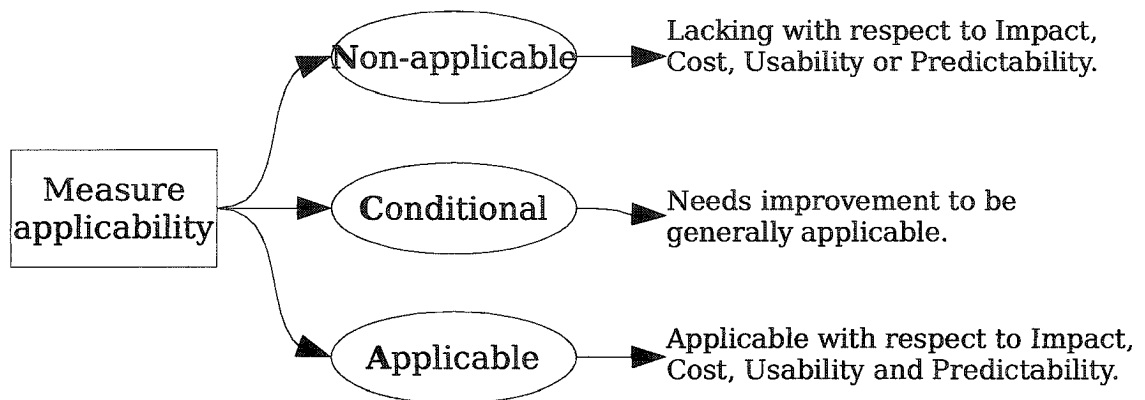 Non-applicable
Lacking with respect to Impact,
Cost, Usability or Predictability.
Measure
applicability
Conditional
Needs improvement to be
generally applicable.
Applicable
Applicable with respect to Impact,
Cost, Usability and Predictability.